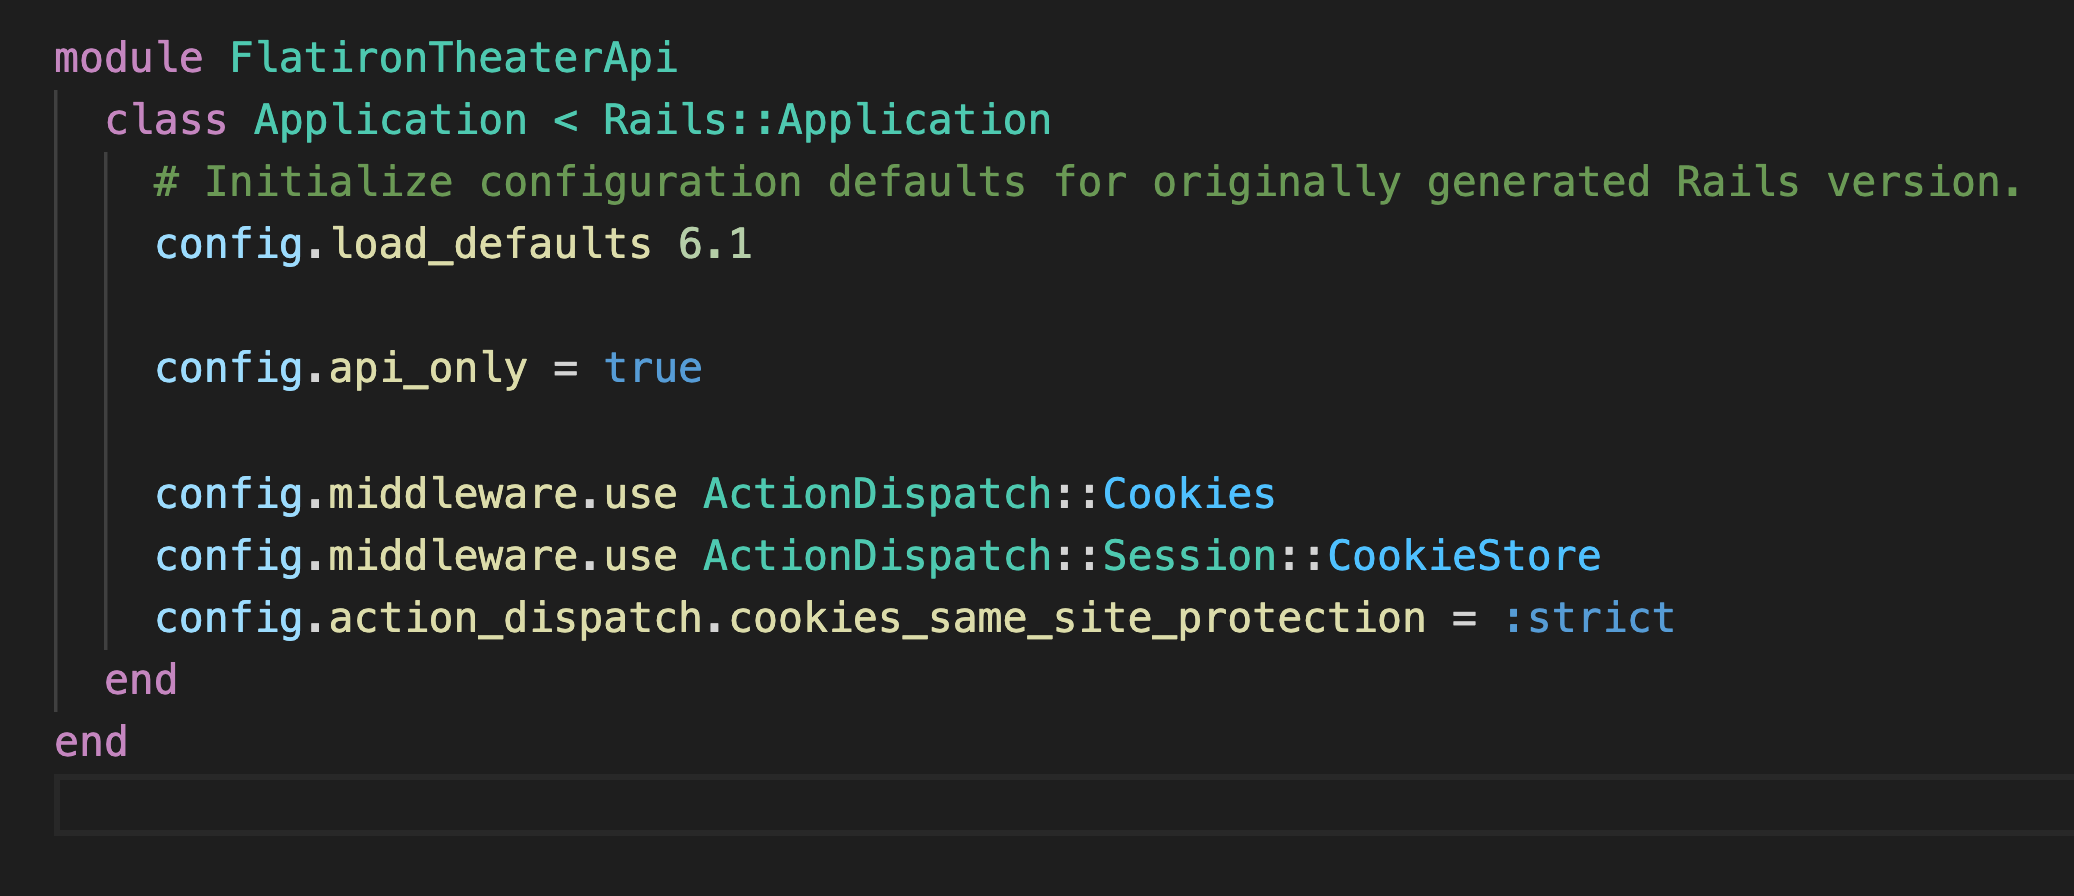 module FlatironTheaterApi
class Application < Rails::Application
# Initialize configuration defaults for originally generated Rails version.
config.load_defaults 6.1
config.api_only = true
config.middleware.use ActionDispatch::Cookies
config.middleware.use ActionDispatch::Session::CookieStore
config.action_dispatch.cookies_same_site_protection = :strict
end
end